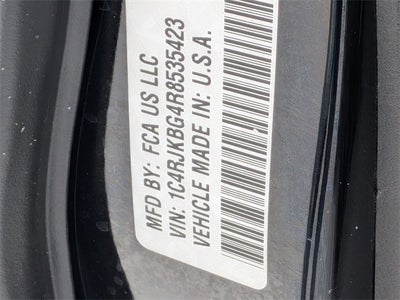 MFD BY: FCA US LLC
VIN: 1C4RJKBG4R8535423
VEHICLE MADE IN: U.S.A.